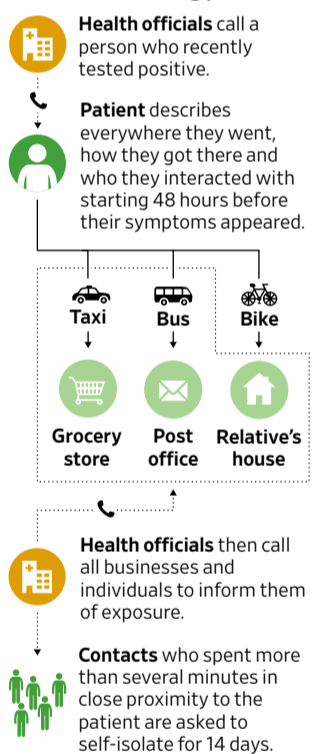 Health officials call a
person who recently
tested positive.
Patient describes
everywhere they went,
how they got there and
who they interacted with
starting 48 hours before
their symptoms appeared.
Taxi Bus Bike
Grocery store
Post office
Relative's house
Health officials then call
all businesses and
individuals to inform them
of exposure.
Contacts who spent more
than several minutes in
close proximity to the
patient are asked to
self-isolate for 14 days.